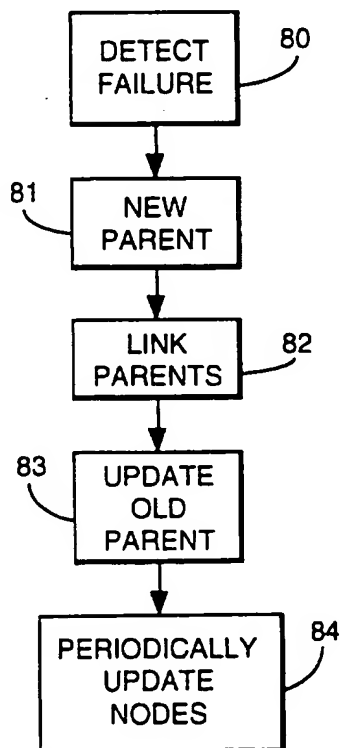 DETECT
FAILURE
80
81
NEW
PARENT
LINK
PARENTS
82
83
UPDATE
OLD
PARENT
PERIODICALLY
UPDATE
NODES
84